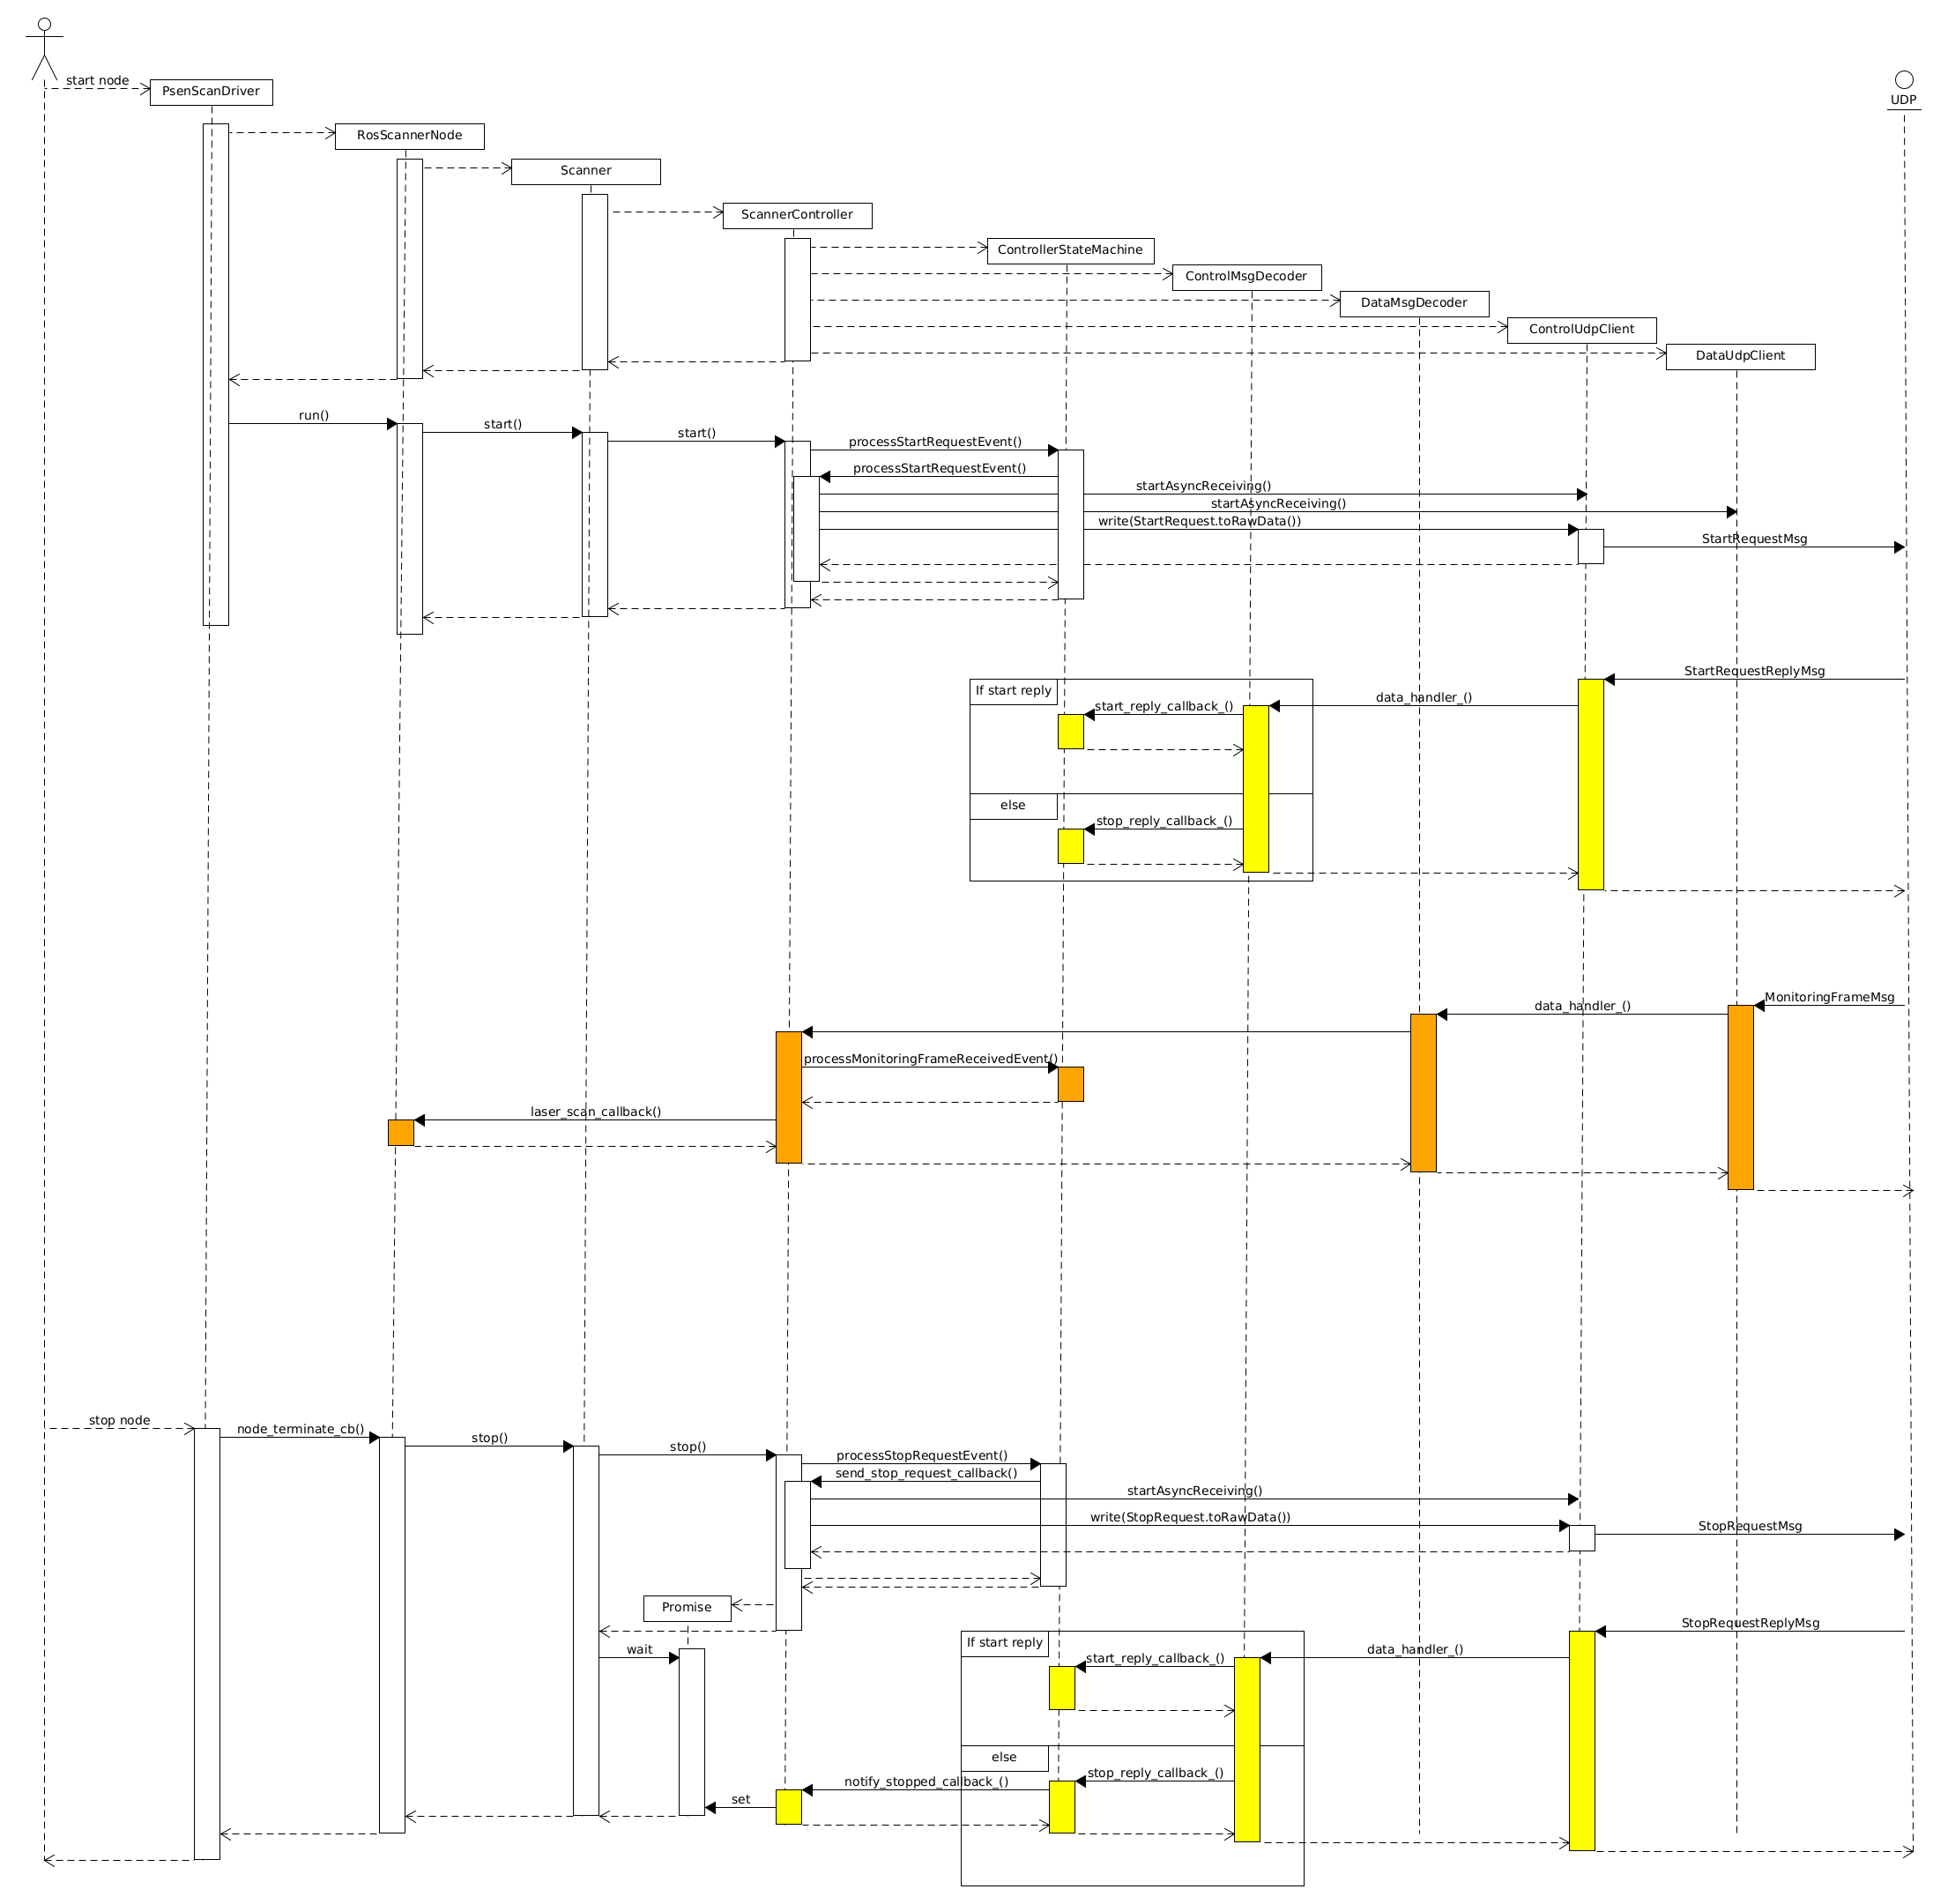 start node
PsenScanDriver
UDP
RosScannerNode
Scanner
ScannerController
ControllerStateMachine
ControlMsgDecoder
DataMsgDecoder
ControlUdpClient
DataUdpClient
run()
start()
start()
processStartRequestEvent()
processStartRequestEvent()
startAsyncReceiving()
startAsyncReceiving()
write(StartRequest.toRawData())
StartRequestMsg
StartRequestReplyMsg
If start reply
data_handler_()
start_reply_callback_()
else
stop_reply_callback_()
MonitoringFrameMsg
data_handler_()
processMonitoringFrameReceivedEvent()
laser_scan_callback()
stop node
node_terminate_cb()
stop()
stop()
processStopRequestEvent()
send_stop_request_callback()
startAsyncReceiving()
write(StopRequest.toRawData())
StopRequestMsg
Promise
StopRequestReplyMsg
If start reply
wait
data_handler_()
start_reply_callback_()
else
stop_reply_callback_()
notify_stopped_callback_()
set